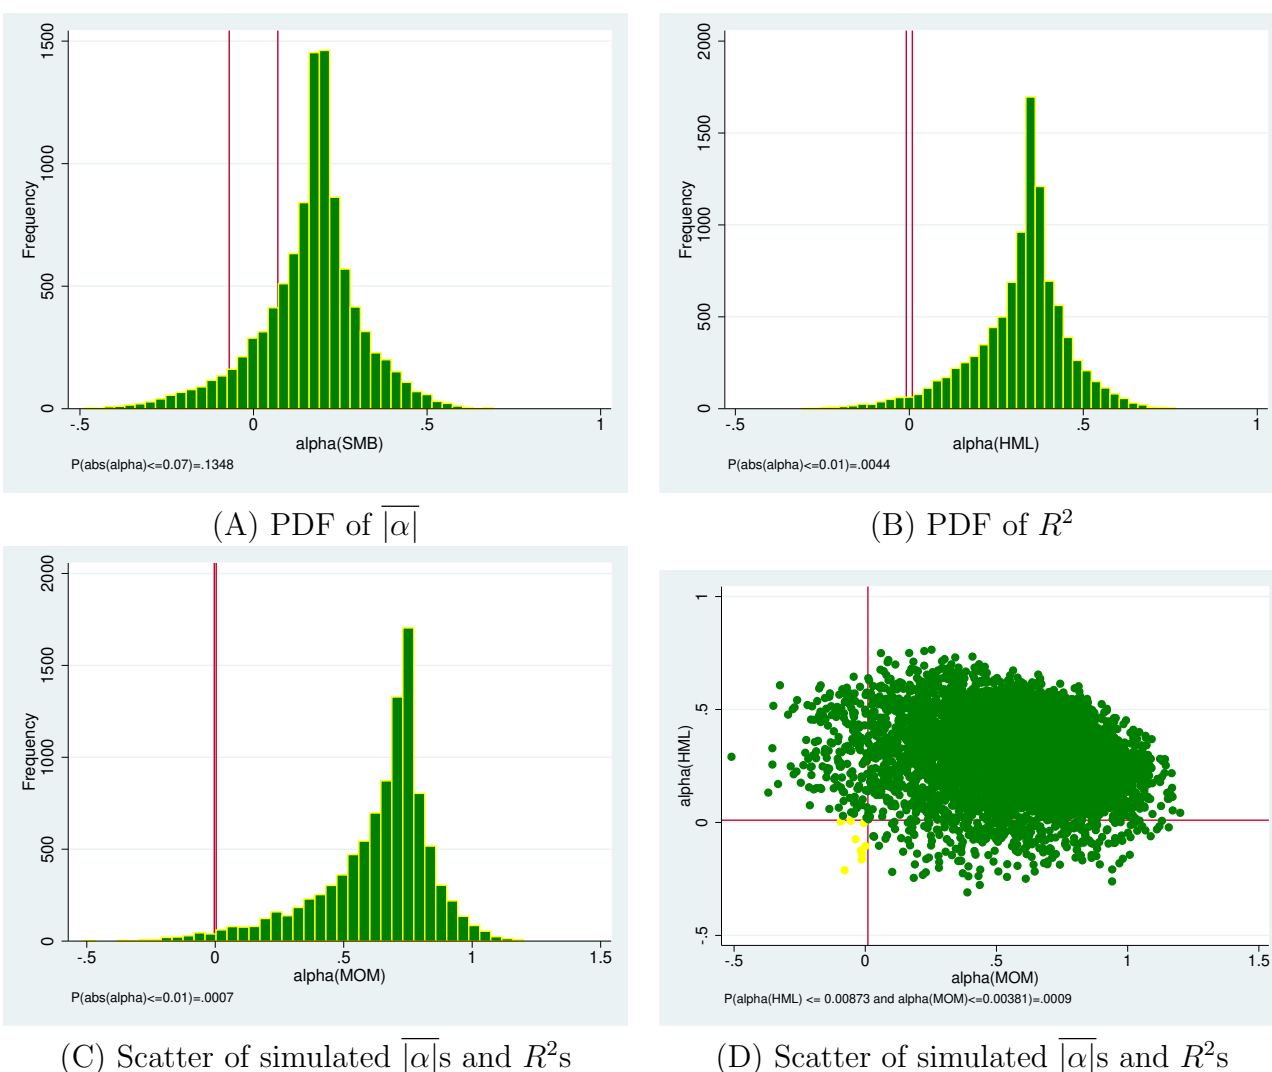 1500
1000
500
0
Frequency
-.5 0 .5 1
alpha(SMB)
P(abs(alpha)<=0.07)=.1348
(A) PDF of |α|
2000
1500
1000
500
0
Frequency
-.5 0 .5 1
alpha(HML)
P(abs(alpha)<=0.01)=.0044
(B) PDF of R²
2000
1500
1000
500
0
Frequency
-.5 0 .5 1 1.5
alpha(MOM)
P(abs(alpha)<=0.01)=.0007
(C) Scatter of simulated |α|s and R²s
1
.5
0
-.5
alpha(HML)
-.5 0 .5 1 1.5
alpha(MOM)
P(alpha(HML) <= 0.00873 and alpha(MOM)<=0.00381)=.0009
(D) Scatter of simulated |α|s and R²s